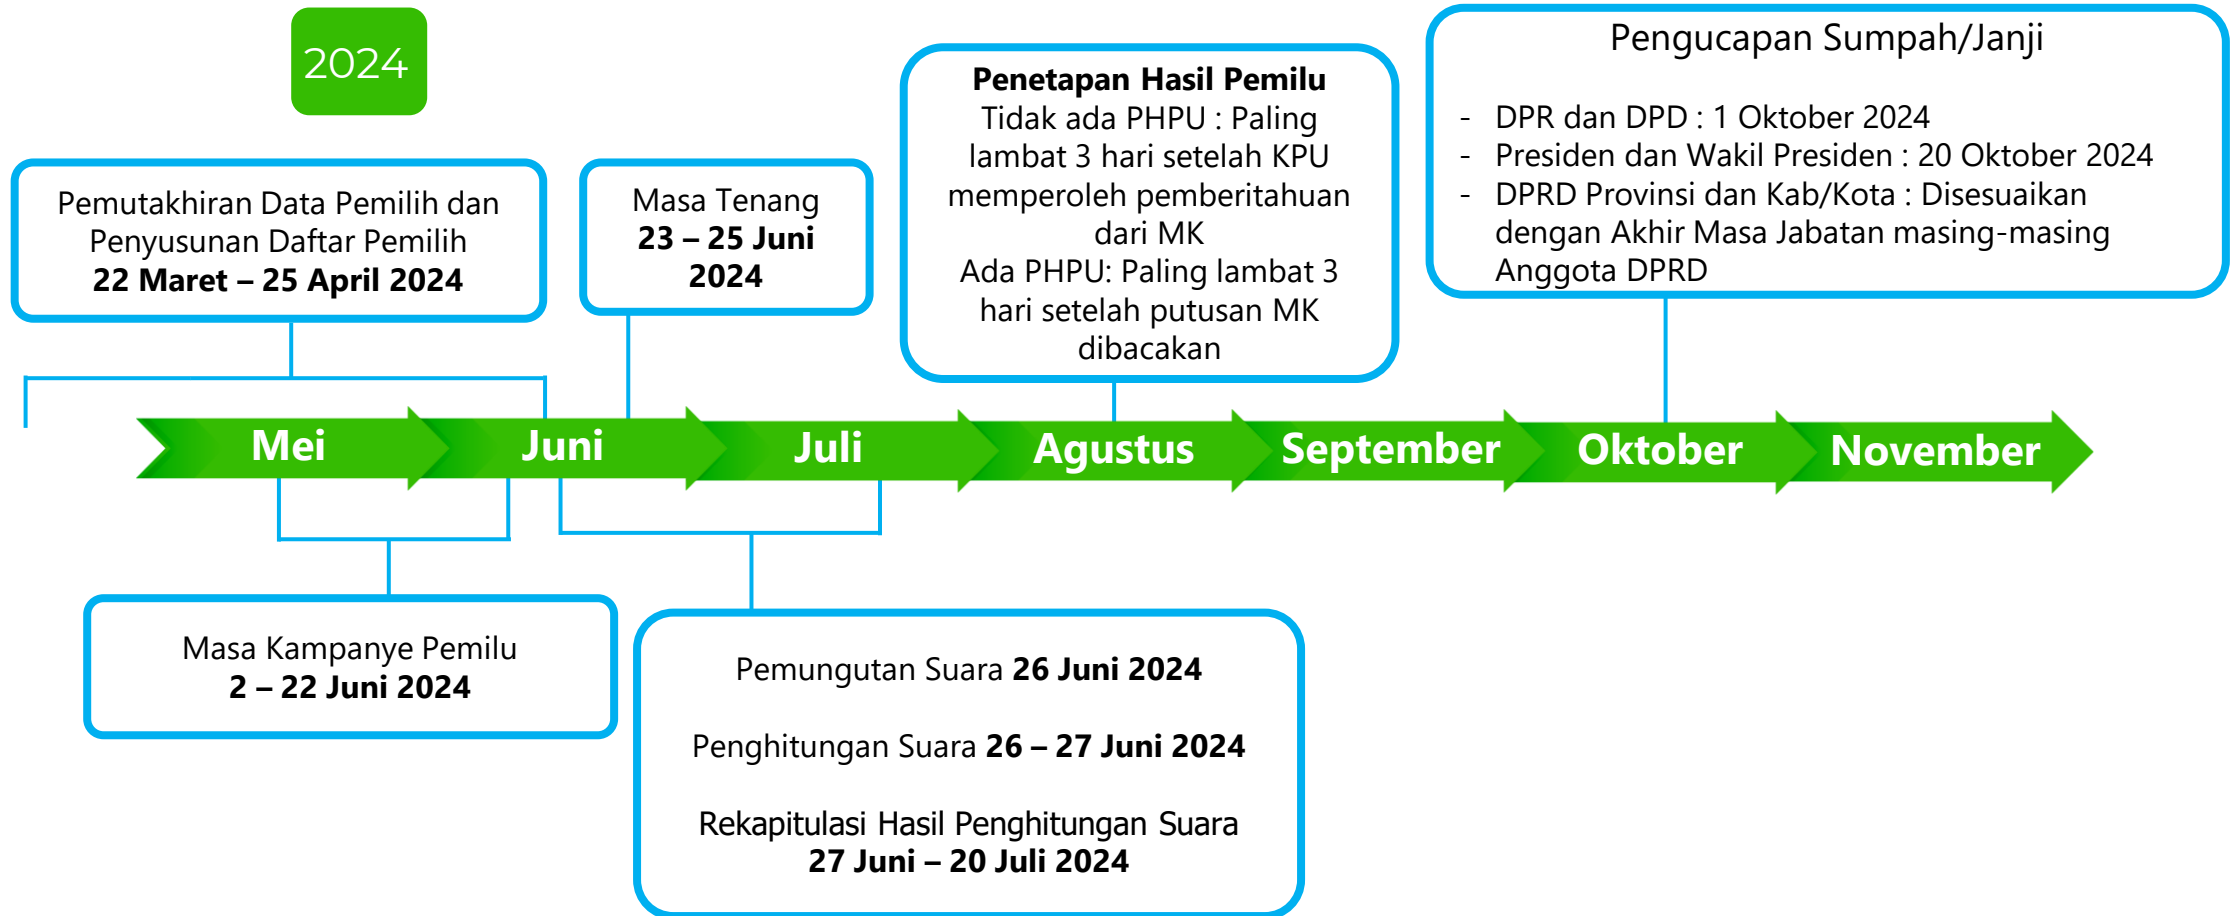 2024
Pemutakhiran Data Pemilih dan
Penyusunan Daftar Pemilih
22 Maret – 25 April 2024
Masa Tenang
23 – 25 Juni
2024
Penetapan Hasil Pemilu
Tidak ada PHPU : Paling
lambat 3 hari setelah KPU
memperoleh pemberitahuan
dari MK
Ada PHPU: Paling lambat 3
hari setelah putusan MK
dibacakan
Pengucapan Sumpah/Janji
- DPR dan DPD : 1 Oktober 2024
- Presiden dan Wakil Presiden : 20 Oktober 2024
- DPRD Provinsi dan Kab/Kota : Disesuaikan
dengan Akhir Masa Jabatan masing-masing
Anggota DPRD
Mei
Juni
Juli
Agustus
September
Oktober
November
Masa Kampanye Pemilu
2 – 22 Juni 2024
Pemungutan Suara 26 Juni 2024
Penghitungan Suara 26 – 27 Juni 2024
Rekapitulasi Hasil Penghitungan Suara
27 Juni – 20 Juli 2024